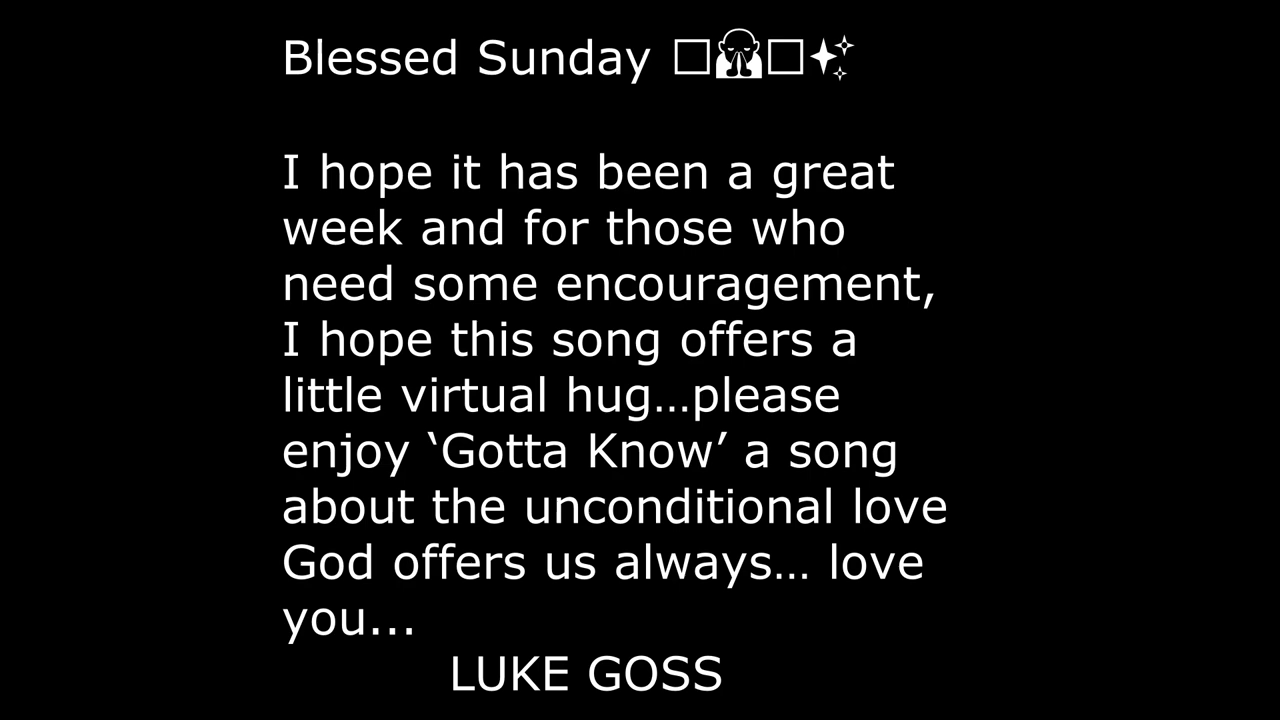 Blessed Sunday □🙏□✨
I hope it has been a great
week and for those who
need some encouragement,
I hope this song offers a
little virtual hug…please
enjoy ‘Gotta Know’ a song
about the unconditional love
God offers us always… love
you...
LUKE GOSS